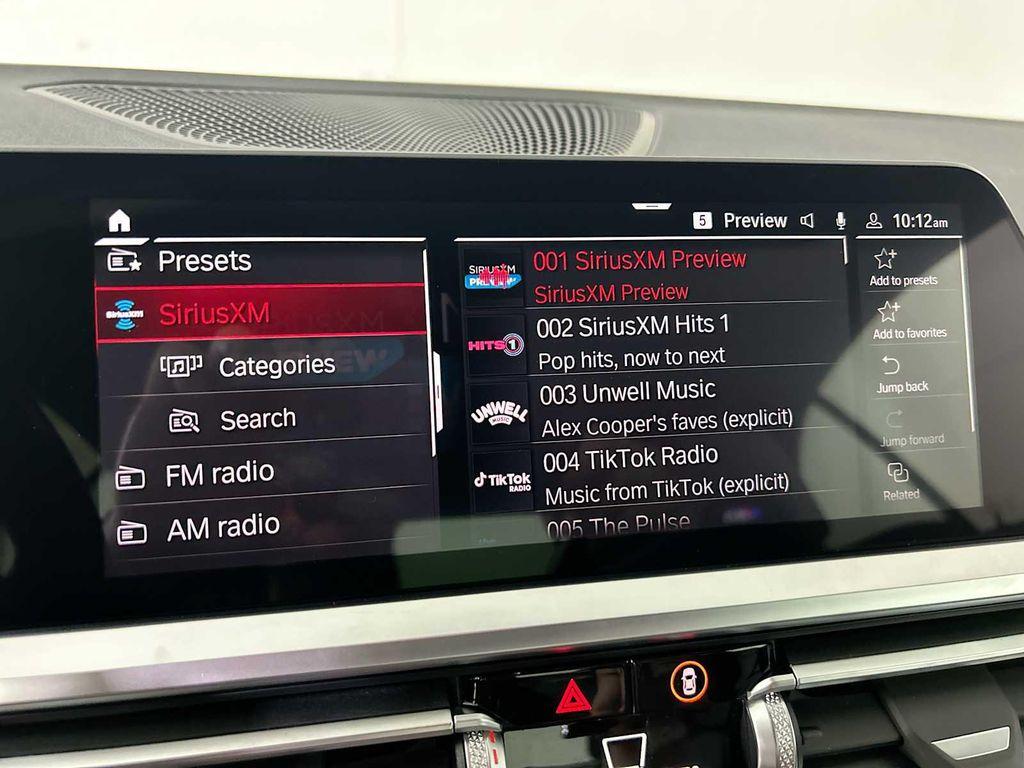 5 Preview 10:12am
Presets
SiriusXM
SiriusXM
Categories
Search
FM radio
AM radio
SIRIUSXM
PREVIEW
001 SiriusXM Preview
SiriusXM Preview
HITS1
002 SiriusXM Hits 1
Pop hits, now to next
UNWELL
MUSIC
003 Unwell Music
Alex Cooper's faves (explicit)
TikTok
RADIO
004 TikTok Radio
Music from TikTok (explicit)
the
005 The Pulse
Add to presets
Add to favorites
Jump back
Jump forward
Related